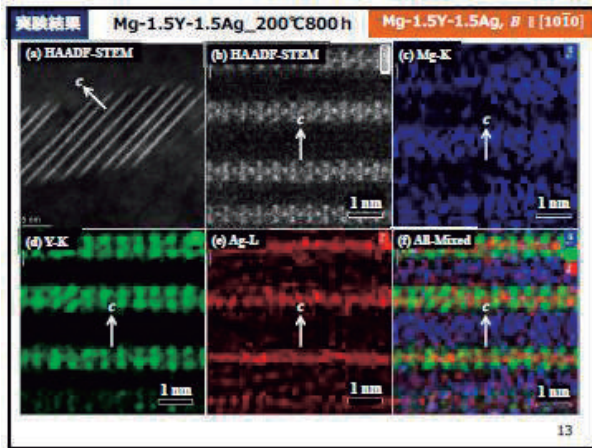 実験結果
Mg-1.5Y-1.5Ag_200℃800 h
Mg-1.5Y-1.5Ag, B ∥ [101̄0]
(a) HAADF-STEM
c
5 nm
(b) HAADF-STEM
c
1 nm
(c) Mg-K
c
1 nm
(d) Y-K
c
1 nm
(e) Ag-L
c
1 nm
(f) All-Mixed
c
1 nm
13